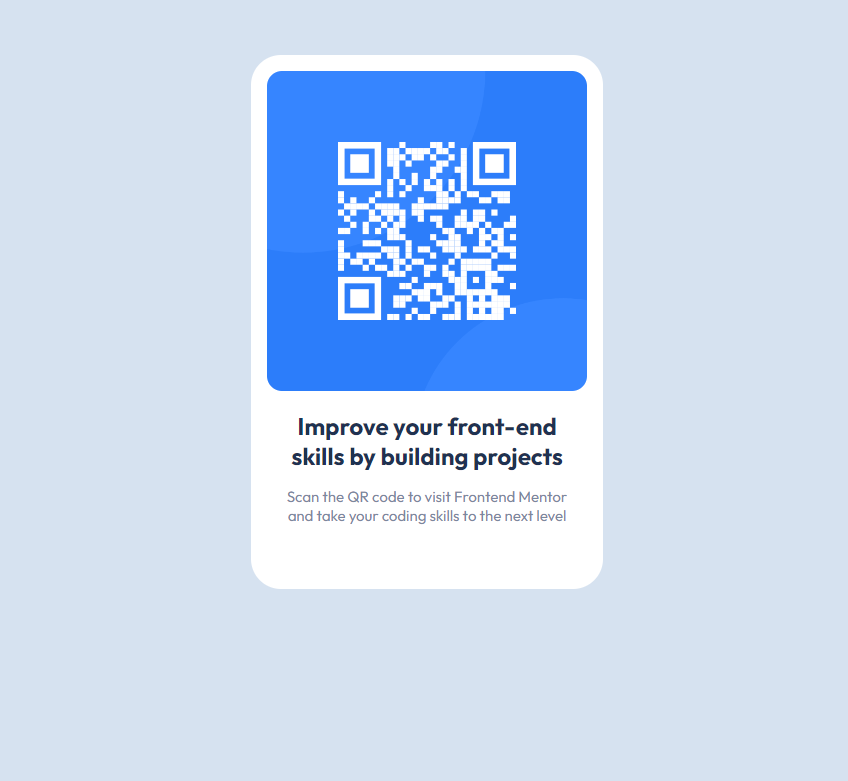 Improve your front-end
skills by building projects
Scan the QR code to visit Frontend Mentor
and take your coding skills to the next level